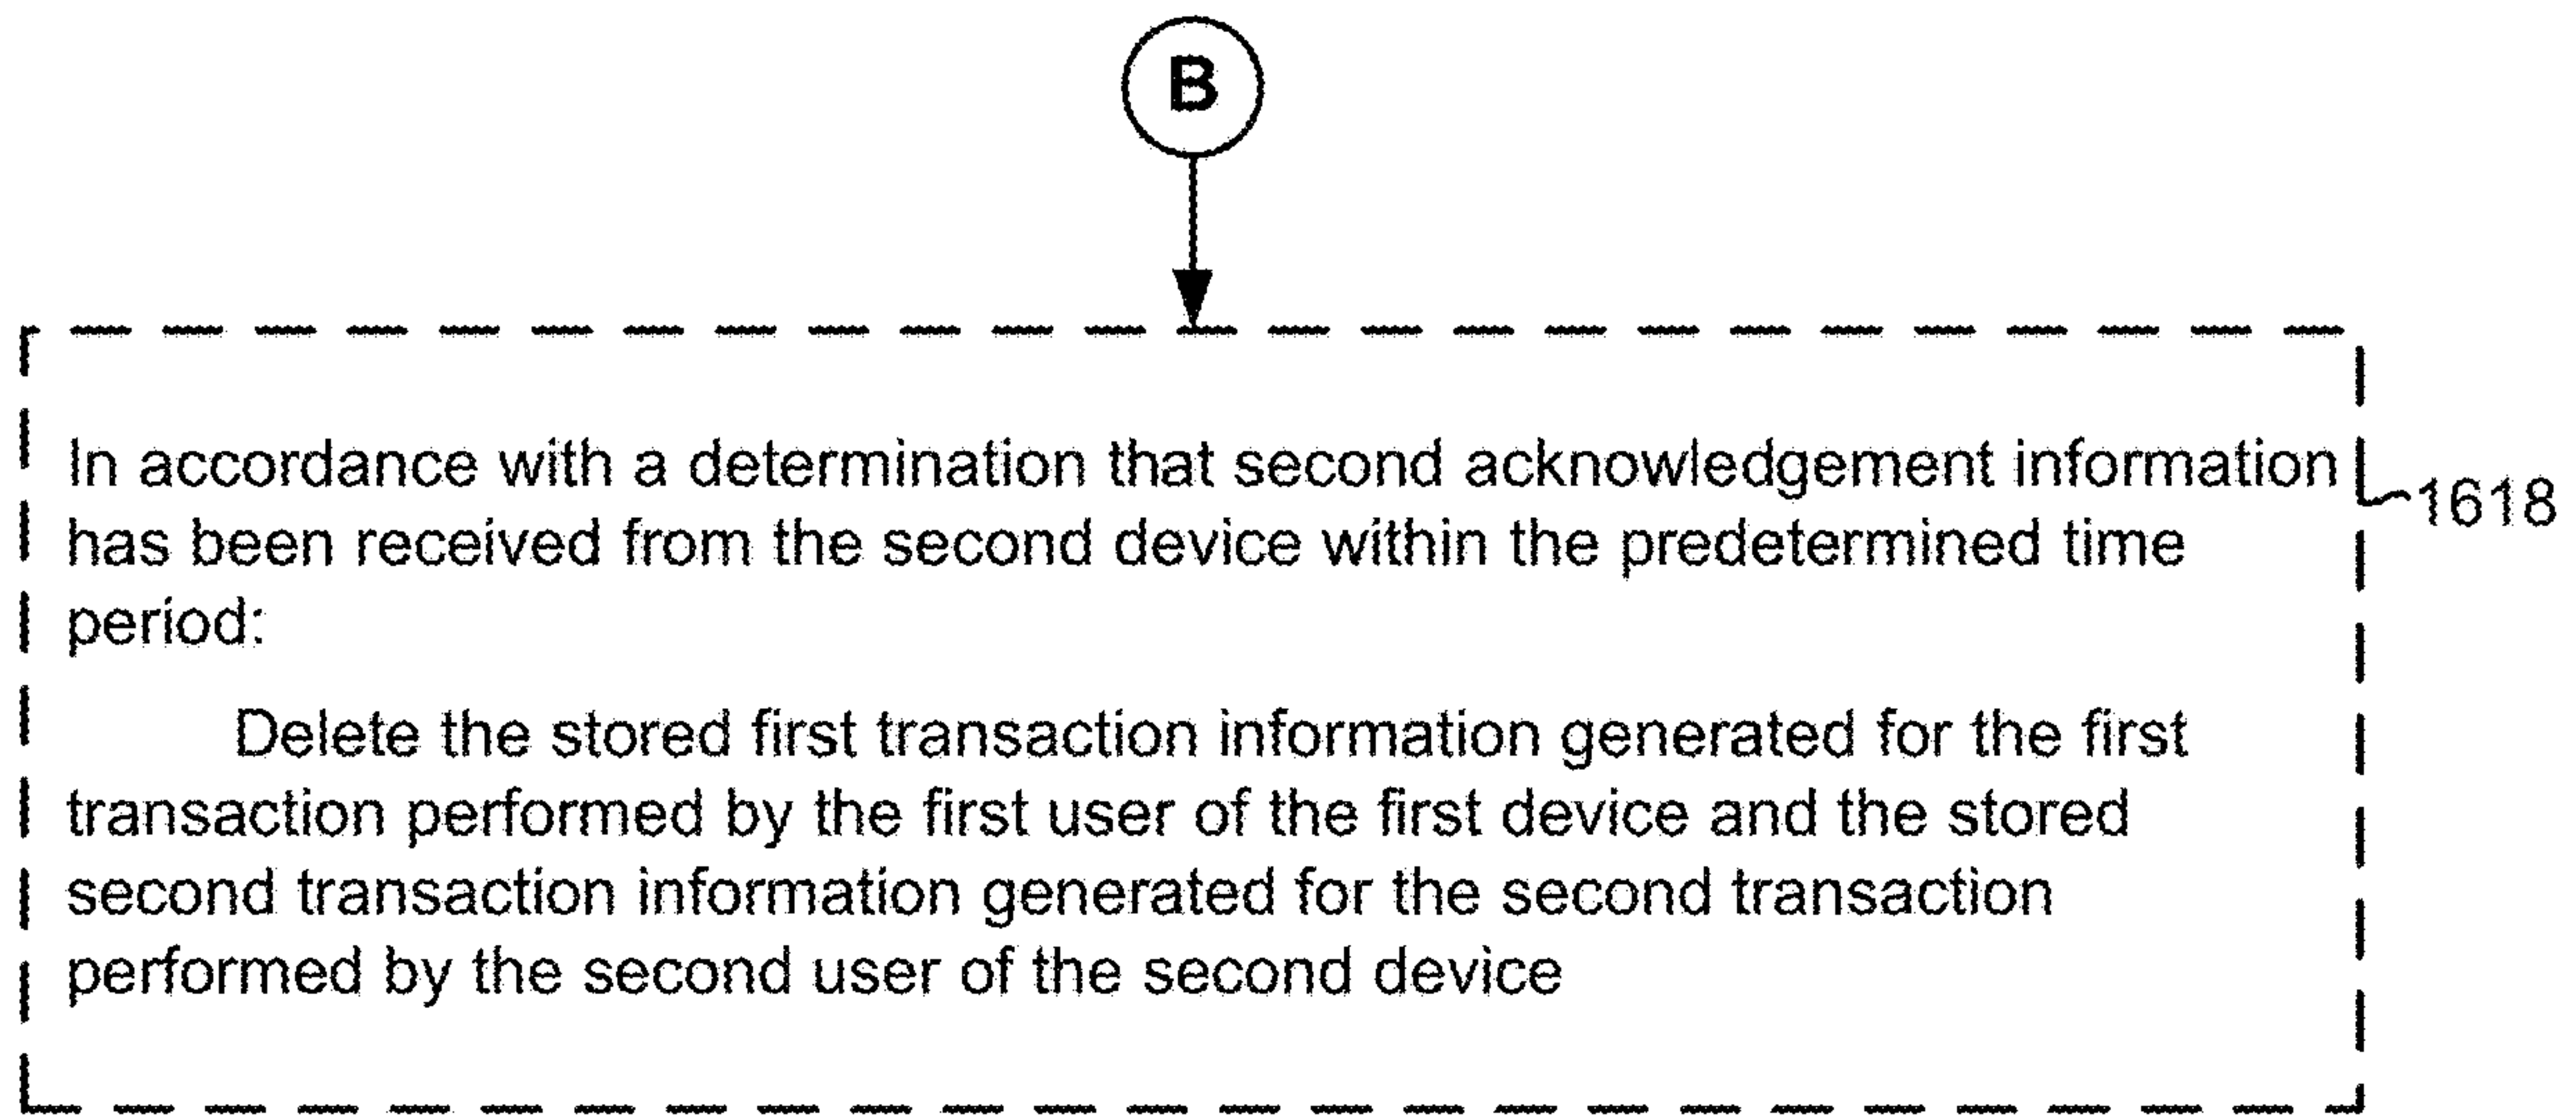 B
In accordance with a determination that second acknowledgement information
has been received from the second device within the predetermined time
period:
Delete the stored first transaction information generated for the first
transaction performed by the first user of the first device and the stored
second transaction information generated for the second transaction
performed by the second user of the second device
1618